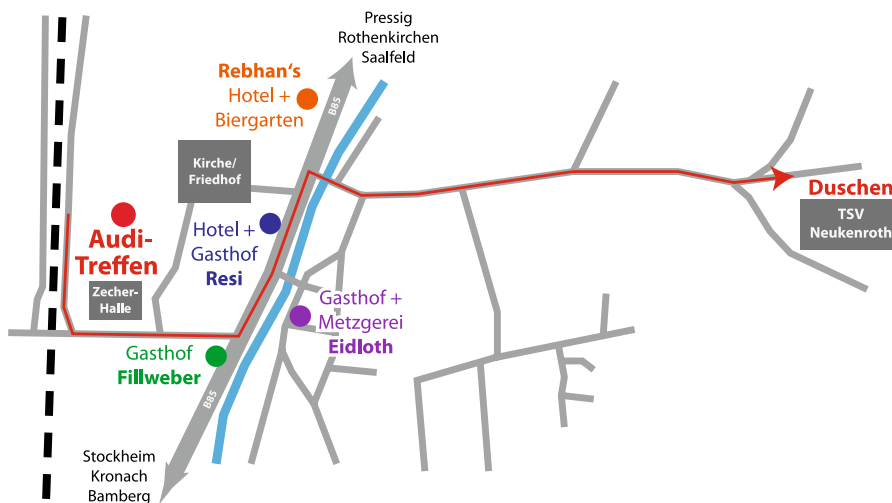 Pressig
Rothenkirchen
Saalfeld
Rebhan‘s
Hotel +
Biergarten
B85
Kirche/
Friedhof
Duschen
TSV
Neukenroth
Audi-
Treffen
Zecher-
Halle
Hotel +
Gasthof
Resi
Gasthof +
Metzgerei
Eidloth
Gasthof
Fillweber
B85
Stockheim
Kronach
Bamberg